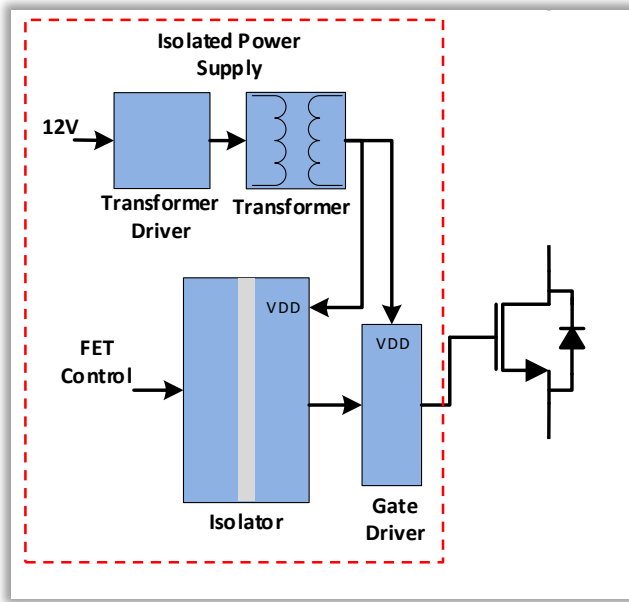 Isolated Power
Supply
12V
Transformer
Driver
Transformer
VDD
VDD
FET
Control
Isolator
Gate
Driver